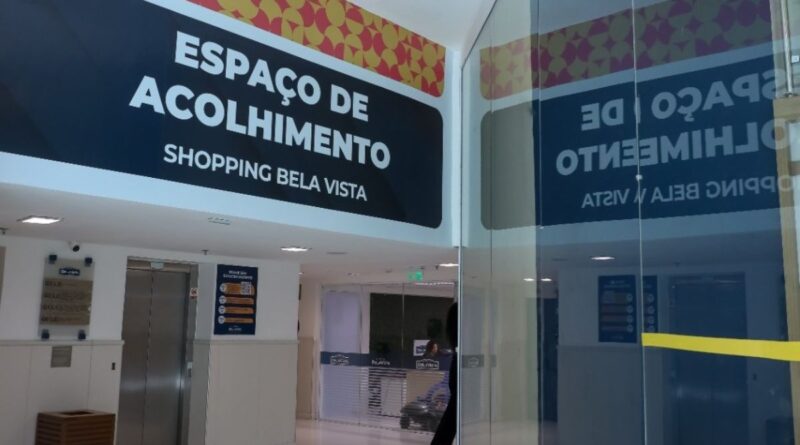 ESPAÇO DE
ACOLHIMENTO
SHOPPING BELA VISTA